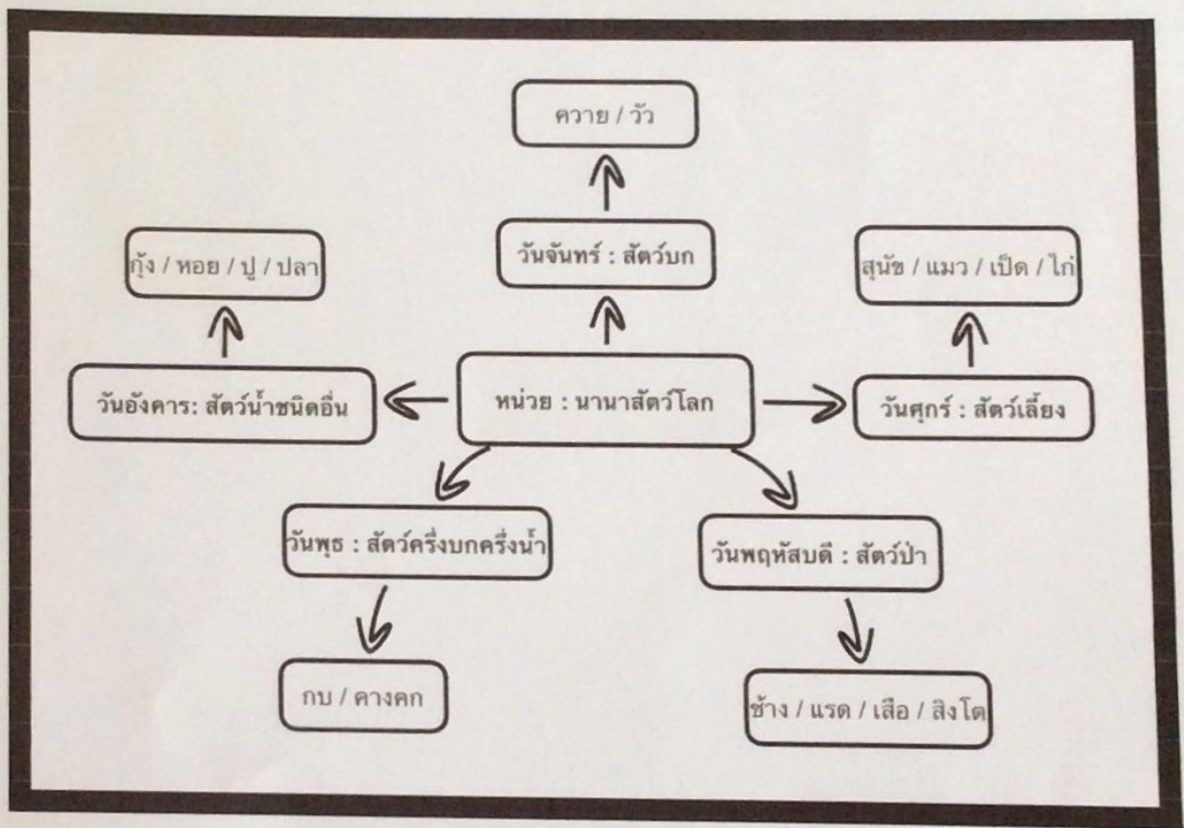 ควาย / วัว
วันจันทร์ : สัตว์บก
กุ้ง / หอย / ปู / ปลา
สุนัข / แมว / เป็ด / ไก่
วันอังคาร: สัตว์น้ำชนิดอื่น
หน่วย : นานาสัตว์โลก
วันศุกร์ : สัตว์เลี้ยง
วันพุธ : สัตว์ครึ่งบกครึ่งน้ำ
วันพฤหัสบดี : สัตว์ป่า
กบ / คางคก
ช้าง / แรด / เสือ / สิงโต